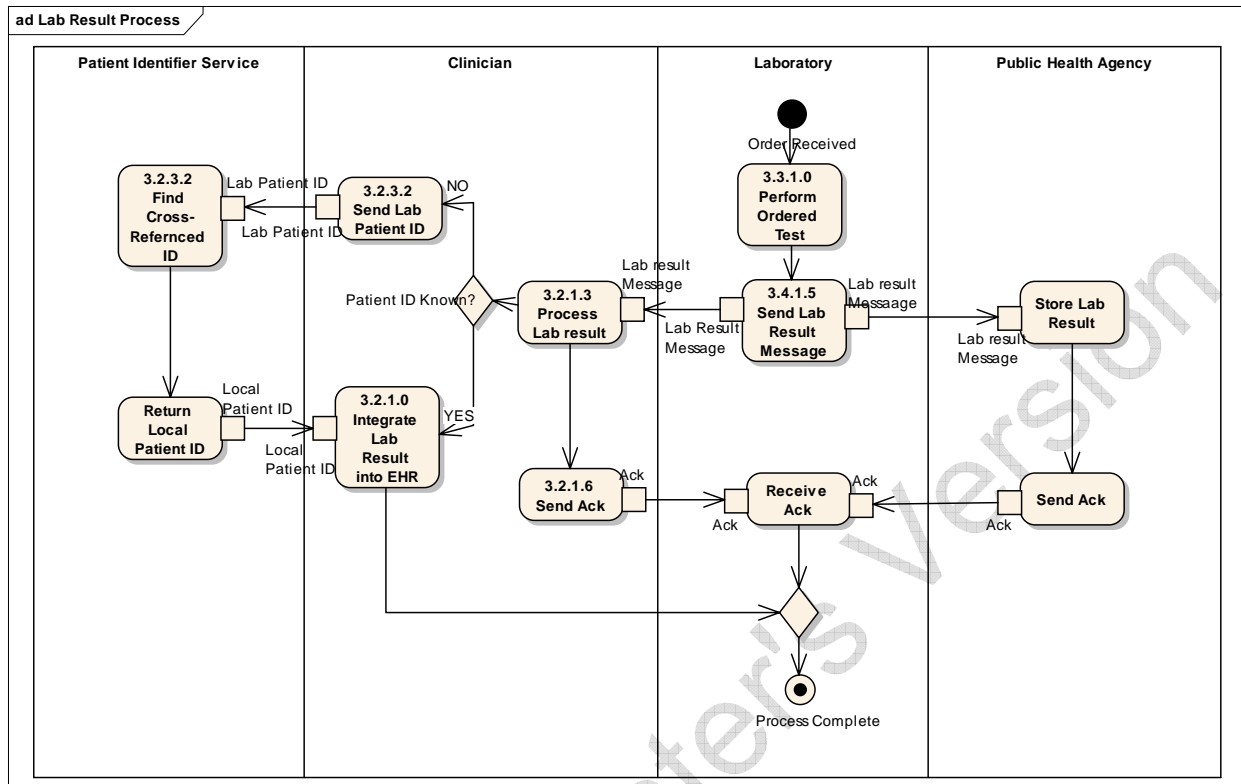 ad Lab Result Process
Patient Identifier Service
Clinician
Laboratory
Public Health Agency
Order Received
3.3.1.0
Perform
Ordered
Test
3.2.3.2
Find
Cross-
Refernced
ID
Lab Patient ID
Lab Patient ID
3.2.3.2
Send Lab
Patient ID
NO
Patient ID Known?
YES
3.2.1.3
Process
Lab result
Lab result
Message
Lab Result
Message
3.4.1.5
Send Lab
Result
Message
Lab result
Messaage
Lab result
Message
Store Lab
Result
Return
Local
Patient ID
Local
Patient ID
Local
Patient ID
3.2.1.0
Integrate
Lab
Result
into EHR
3.2.1.6
Send Ack
Ack
Ack
Receive
Ack
Ack
Ack
Send Ack
Process Complete
Version